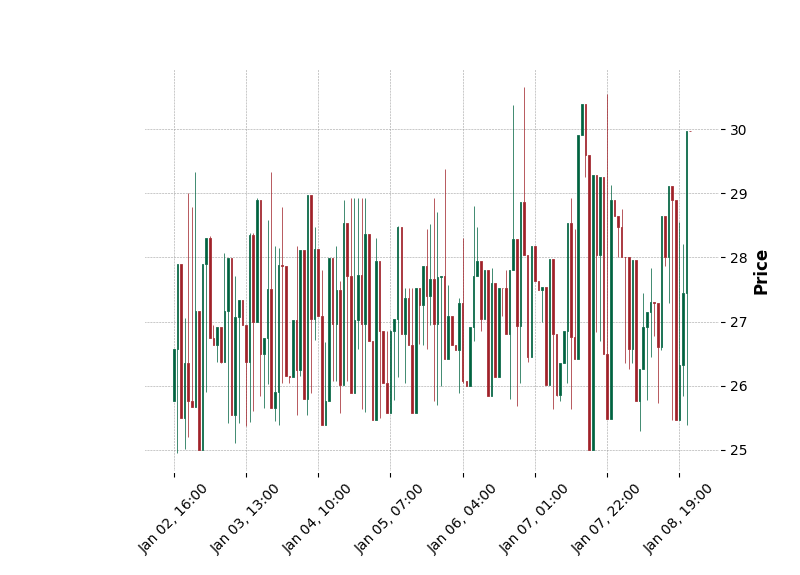 30
29
28
27
26
25
Price
Jan 02, 16:00
Jan 03, 13:00
Jan 04, 10:00
Jan 05, 07:00
Jan 06, 04:00
Jan 07, 01:00
Jan 07, 22:00
Jan 08, 19:00